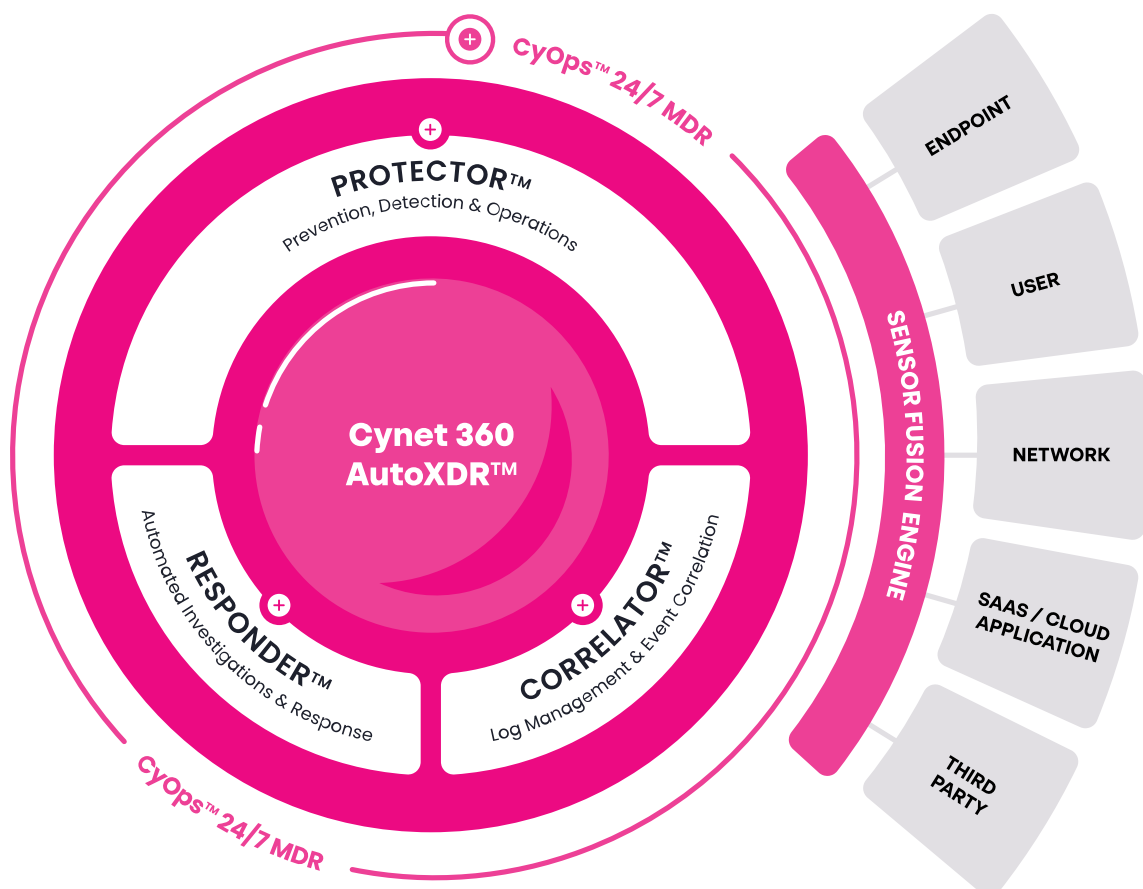 CyOps™ 24/7 MDR
PROTECTOR™
Prevention, Detection & Operations
Cynet 360
AutoXDR™
RESPONDER™
Automated Investigations & Response
CORRELATOR™
Log Management & Event Correlation
CyOps™ 24/7 MDR
SENSOR FUSION ENGINE
ENDPOINT
USER
NETWORK
SAAS / CLOUD
APPLICATION
THIRD
PARTY